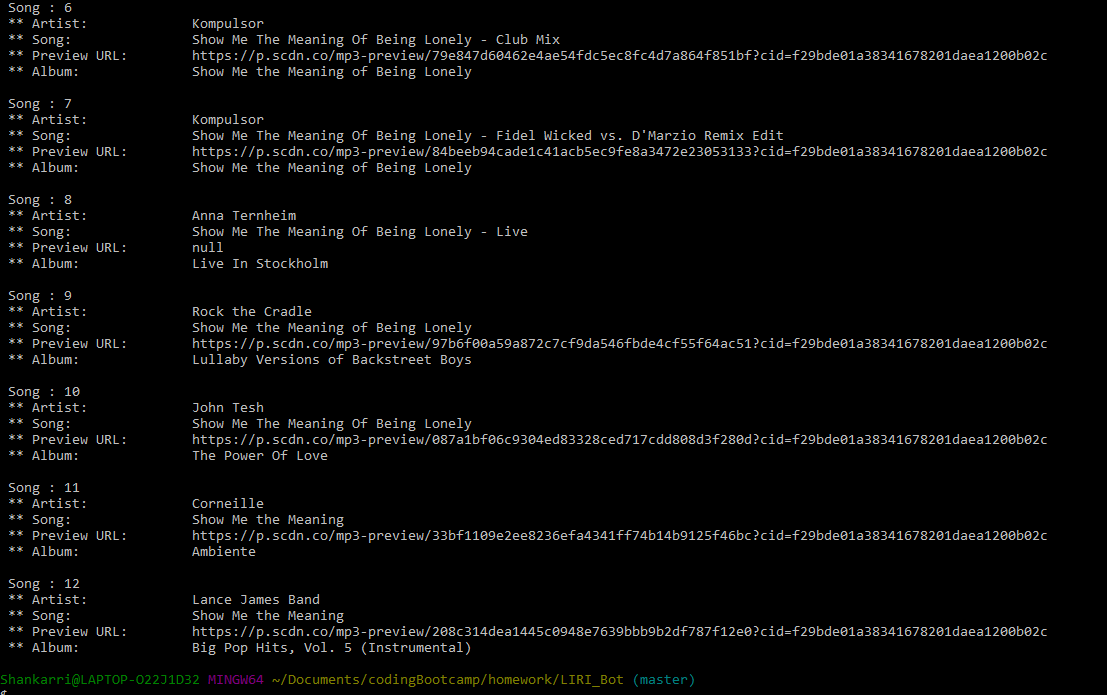 Song : 6
** Artist: Kompulsor
** Song: Show Me The Meaning Of Being Lonely - Club Mix
** Preview URL: https://p.scdn.co/mp3-preview/79e847d60462e4ae54fdc5ec8fc4d7a864f851bf?cid=f29bde01a38341678201daea1200b02c
** Album: Show Me the Meaning of Being Lonely
Song : 7
** Artist: Kompulsor
** Song: Show Me The Meaning Of Being Lonely - Fidel Wicked vs. D'Marzio Remix Edit
** Preview URL: https://p.scdn.co/mp3-preview/84beeb94cade1c41acb5ec9fe8a3472e23053133?cid=f29bde01a38341678201daea1200b02c
** Album: Show Me the Meaning of Being Lonely
Song : 8
** Artist: Anna Ternheim
** Song: Show Me The Meaning Of Being Lonely - Live
** Preview URL: null
** Album: Live In Stockholm
Song : 9
** Artist: Rock the Cradle
** Song: Show Me the Meaning of Being Lonely
** Preview URL: https://p.scdn.co/mp3-preview/97b6f00a59a872c7cf9da546fbde4cf55f64ac51?cid=f29bde01a38341678201daea1200b02c
** Album: Lullaby Versions of Backstreet Boys
Song : 10
** Artist: John Tesh
** Song: Show Me The Meaning Of Being Lonely
** Preview URL: https://p.scdn.co/mp3-preview/087a1bf06c9304ed83328ced717cdd808d3f280d?cid=f29bde01a38341678201daea1200b02c
** Album: The Power Of Love
Song : 11
** Artist: Corneille
** Song: Show Me the Meaning
** Preview URL: https://p.scdn.co/mp3-preview/33bf1109e2ee8236efa4341ff74b14b9125f46bc?cid=f29bde01a38341678201daea1200b02c
** Album: Ambiente
Song : 12
** Artist: Lance James Band
** Song: Show Me the Meaning
** Preview URL: https://p.scdn.co/mp3-preview/208c314dea1445c0948e7639bbb9b2df787f12e0?cid=f29bde01a38341678201daea1200b02c
** Album: Big Pop Hits, Vol. 5 (Instrumental)
Shankarri@LAPTOP-O22J1D32 MINGW64 ~/Documents/codingBootcamp/homework/LIRI_Bot (master)
$